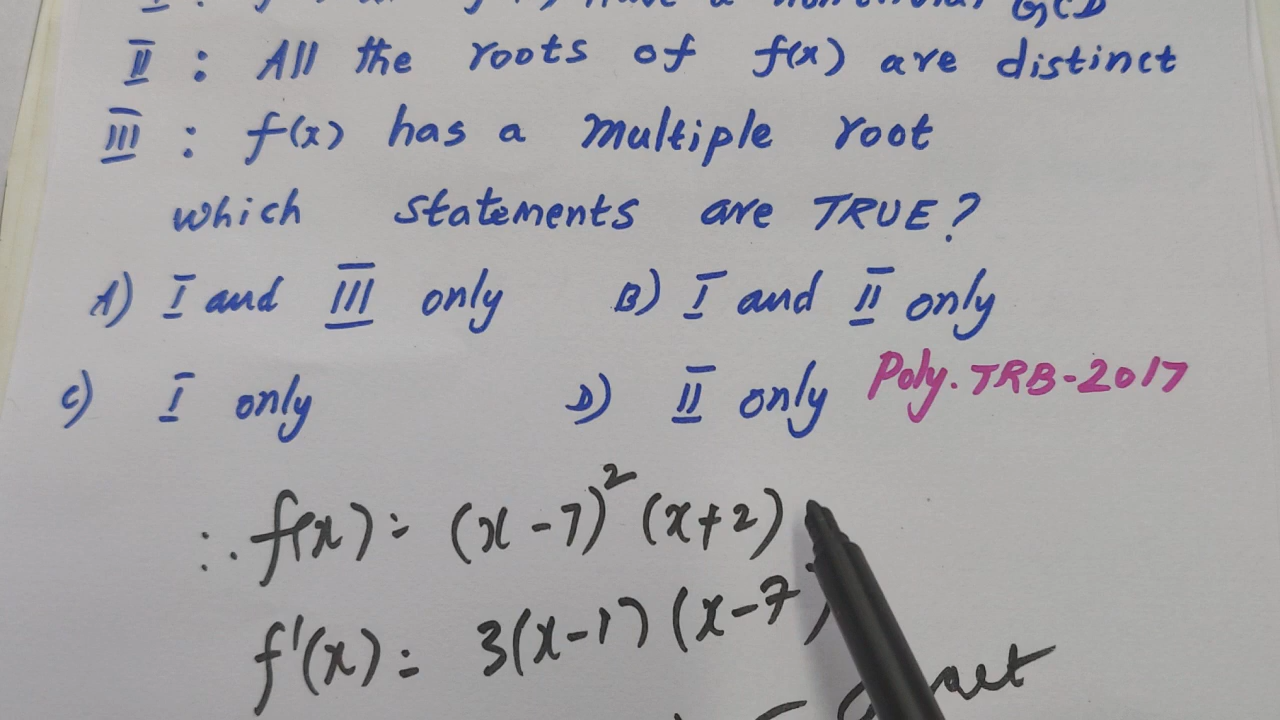 II : All the roots of f(x) are distinct
III : f(x) has a multiple root
which statements are TRUE?
A) I and III only B) I and II only
C) I only D) II only Poly.TRB-2017
∴ f(x) = (x-7)² (x+2)
f'(x) = 3(x-1)(x-7)